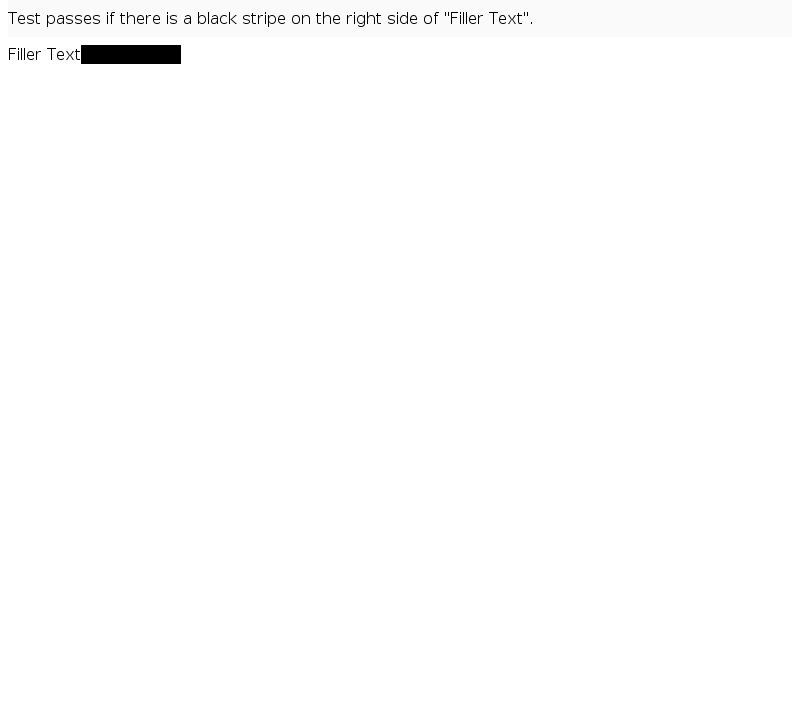 Test passes if there is a black stripe on the right side of "Filler Text".
Filler Text